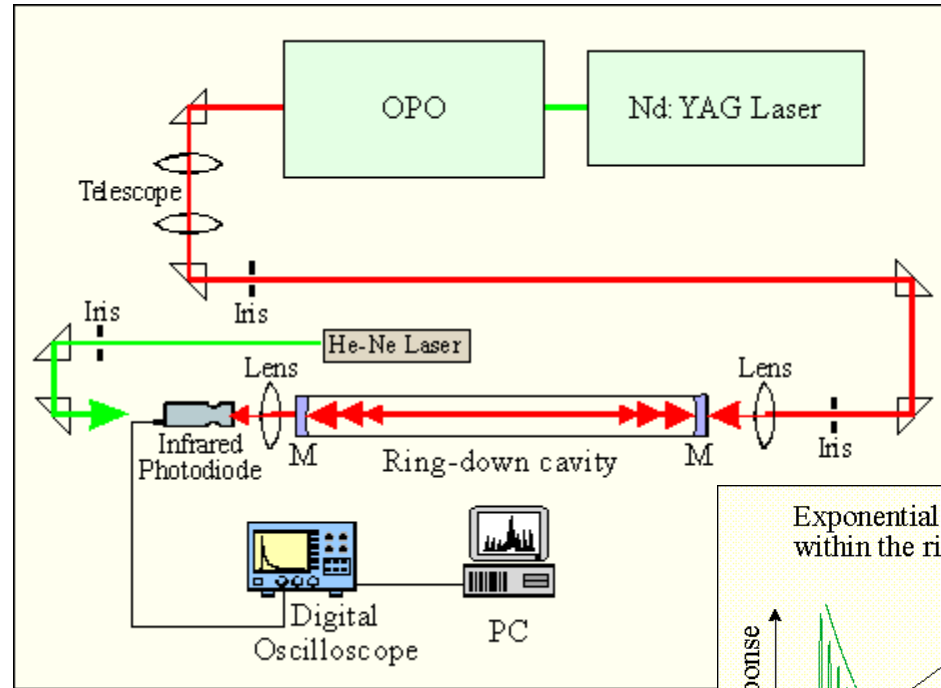 OPO
Nd: YAG Laser
Telescope
Iris
Iris
He-Ne Laser
Lens
Lens
Infrared
Photodiode
M
Ring-down cavity
M
Iris
Digital
Oscilloscope
PC
Exponential
within the ri
ponse